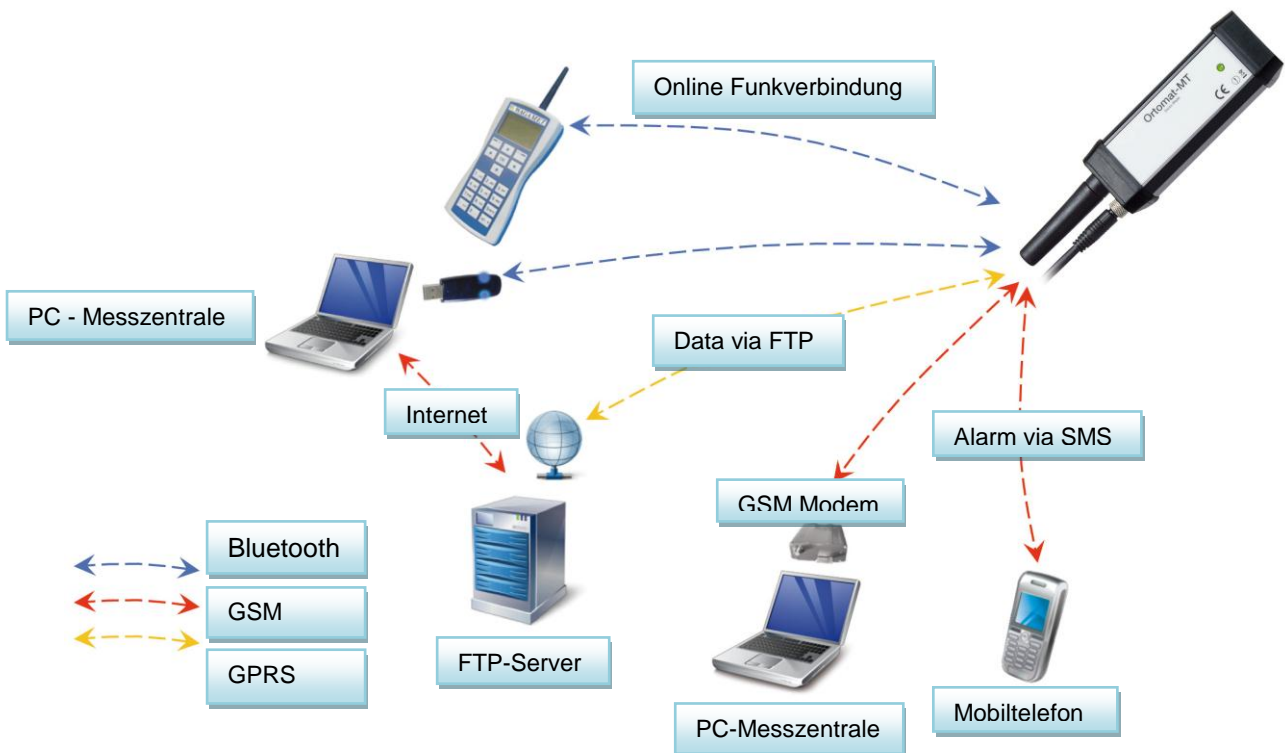 Online Funkverbindung
Ortomat-MT
CE
PC - Messzentrale
Data via FTP
Internet
Alarm via SMS
GSM Modem
Bluetooth
GSM
GPRS
FTP-Server
PC-Messzentrale
Mobiltelefon